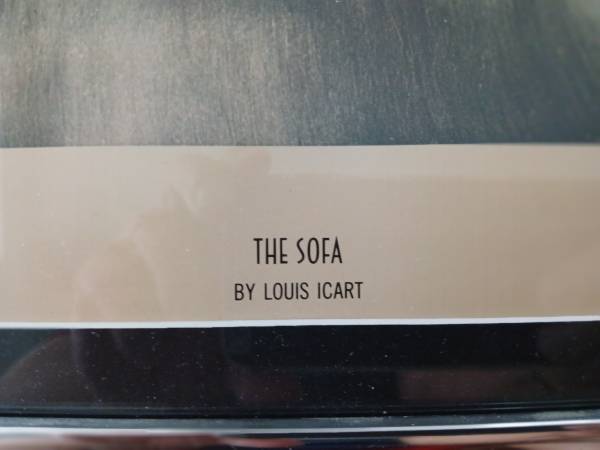 THE SOFA
BY LOUIS ICART